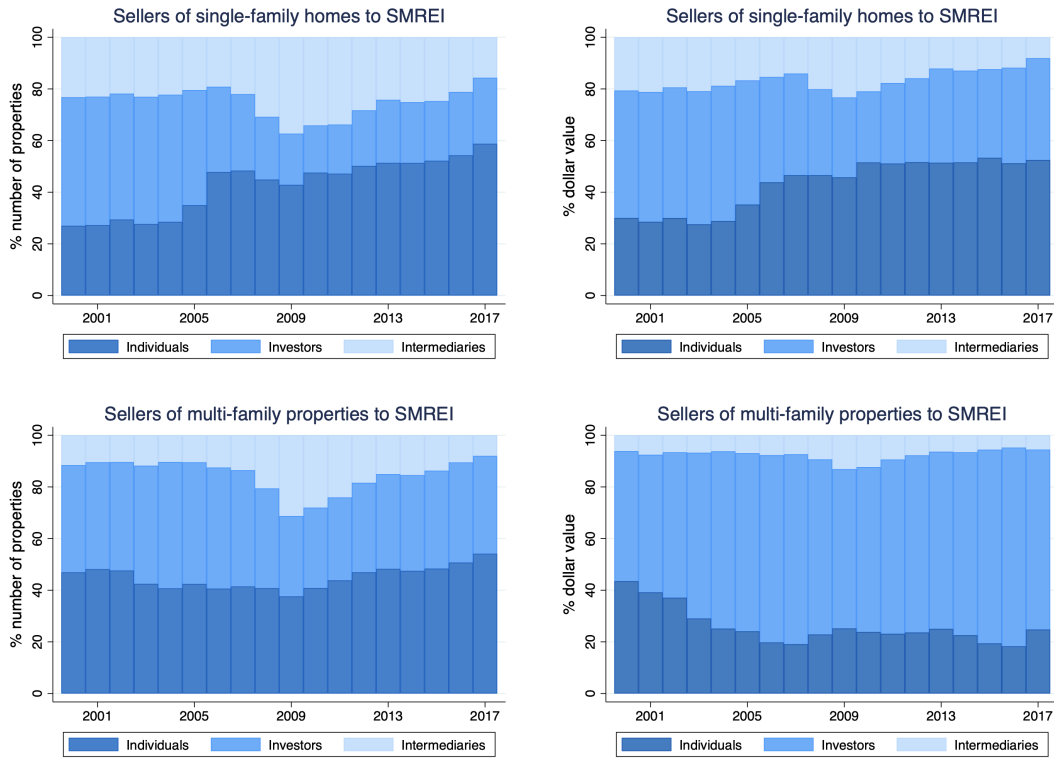 Sellers of single-family homes to SMREI
% number of properties
100
80
60
40
20
0
2001 2005 2009 2013 2017
Individuals Investors Intermediaries
Sellers of single-family homes to SMREI
% dollar value
100
80
60
40
20
0
2001 2005 2009 2013 2017
Individuals Investors Intermediaries
Sellers of multi-family properties to SMREI
% number of properties
100
80
60
40
20
0
2001 2005 2009 2013 2017
Individuals Investors Intermediaries
Sellers of multi-family properties to SMREI
% dollar value
100
80
60
40
20
0
2001 2005 2009 2013 2017
Individuals Investors Intermediaries